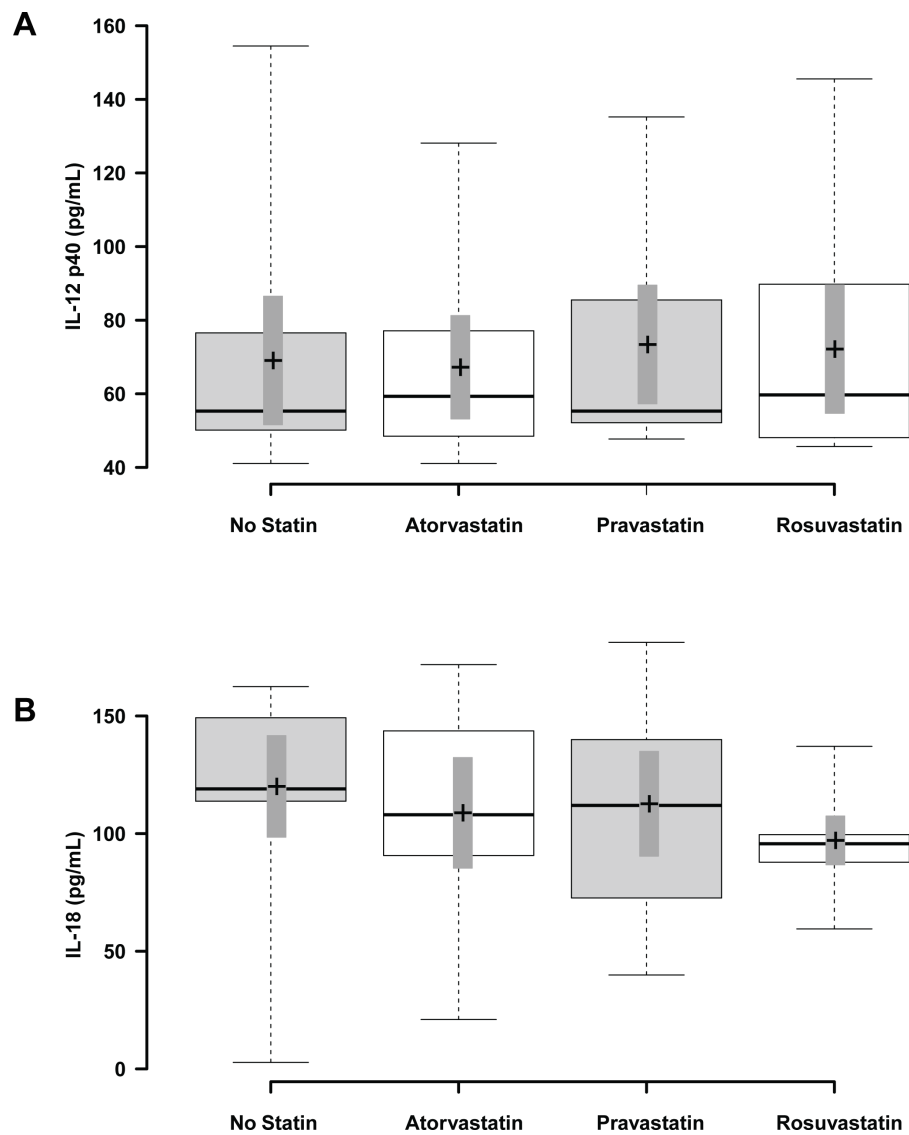 A
IL-12 p40 (pg/mL)
160
140
120
100
80
60
40
No Statin Atorvastatin Pravastatin Rosuvastatin
B
IL-18 (pg/mL)
150
100
50
0
No Statin Atorvastatin Pravastatin Rosuvastatin